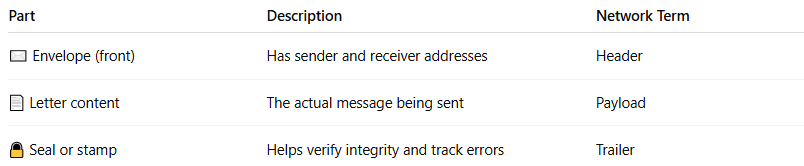 Part Description Network Term
✉️ Envelope (front) Has sender and receiver addresses Header
📄 Letter content The actual message being sent Payload
🔒 Seal or stamp Helps verify integrity and track errors Trailer